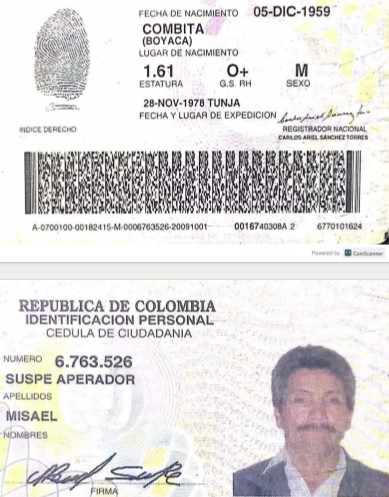 FECHA DE NACIMIENTO 05-DIC-1959
COMBITA
(BOYACA)
LUGAR DE NACIMIENTO
1.61 O+ M
ESTATURA G.S. RH SEXO
28-NOV-1978 TUNJA
FECHA Y LUGAR DE EXPEDICION
INDICE DERECHO
REGISTRADOR NACIONAL
CARLOS ARIEL SÁNCHEZ TORRES
A-0700100-00182415-M-0006763526-20091001 0016740308A 2 6770101624
Powered by CS CamScanner
REPUBLICA DE COLOMBIA
IDENTIFICACION PERSONAL
CEDULA DE CIUDADANIA
NUMERO 6.763.526
SUSPE APERADOR
APELLIDOS
MISAEL
NOMBRES
FIRMA